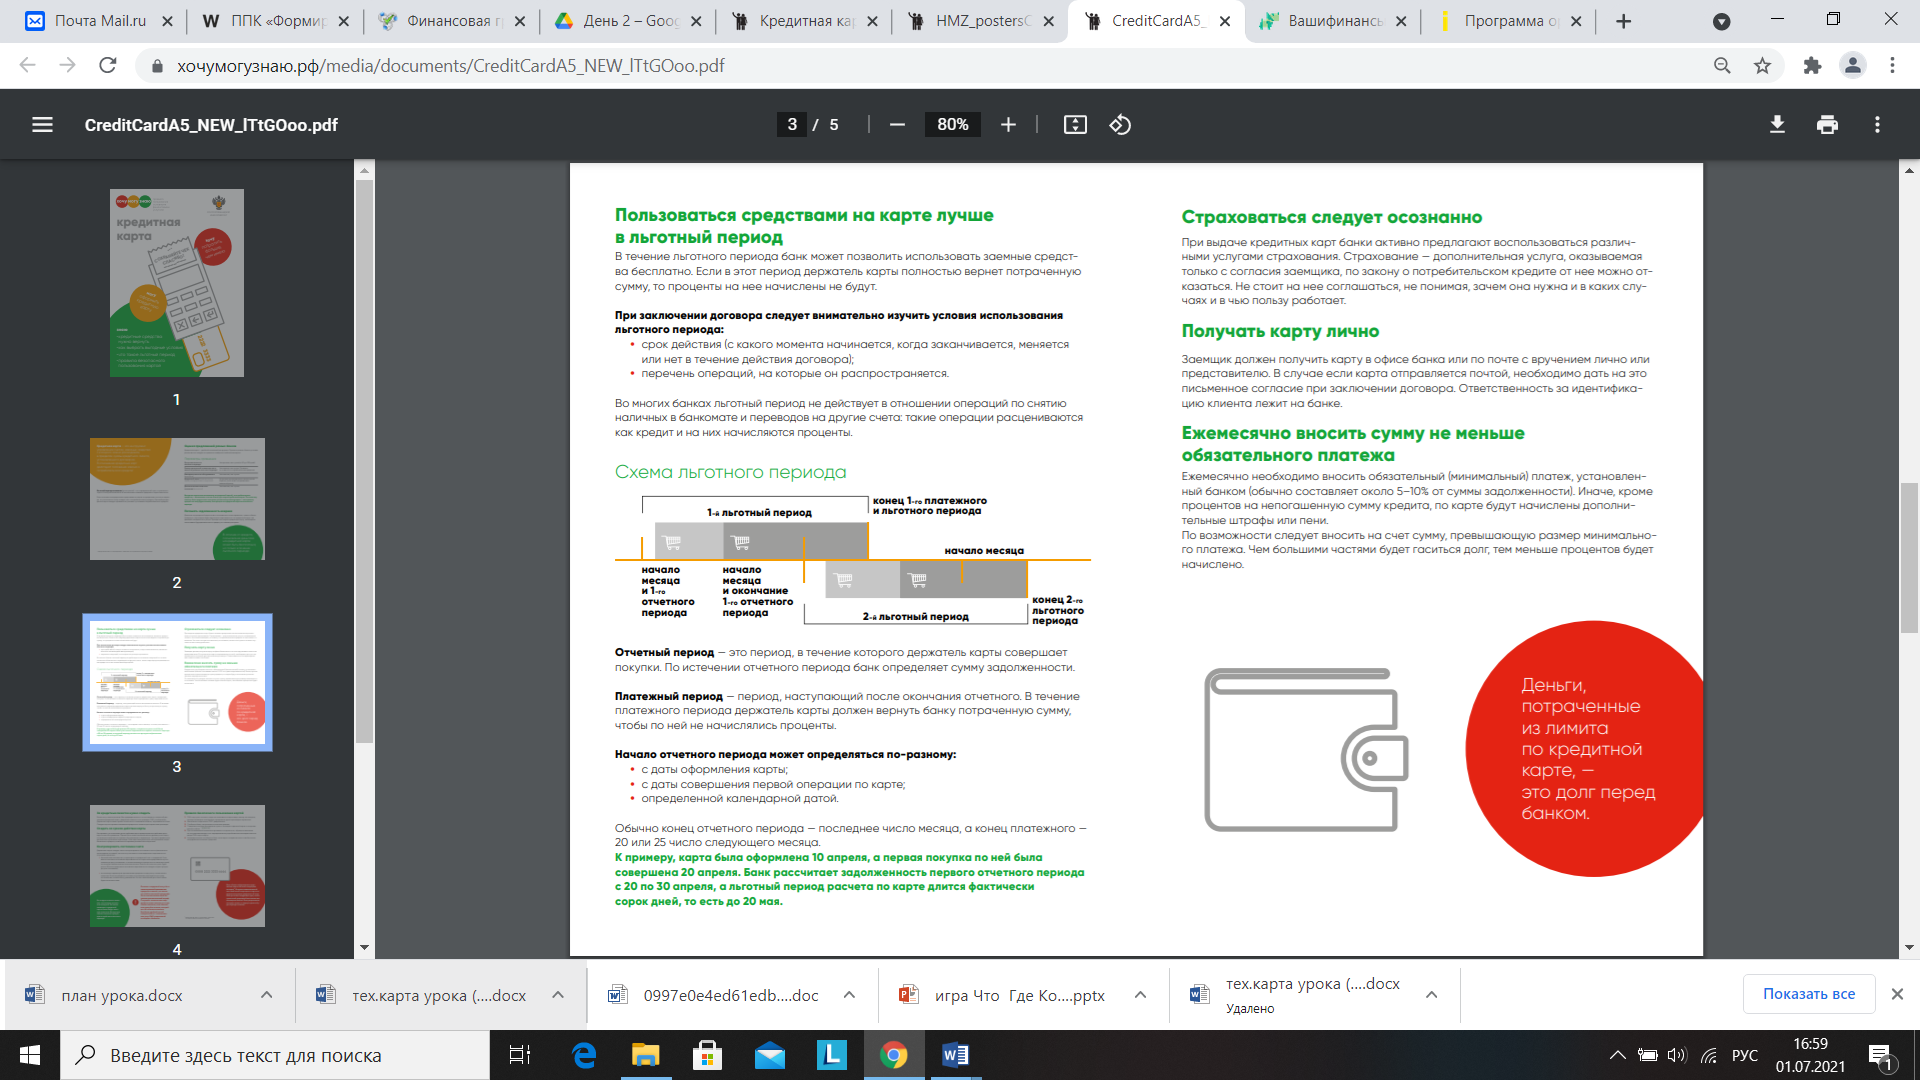 Почта Mail.ru
ППК «Формир
Финансовая г
День 2 – Goog
Кредитная ка
HMZ_posters
CreditCardA5_
Вашифинансы
Программа о
хочумогузнаю.рф/media/documents/CreditCardA5_NEW_lTtGOoo.pdf
CreditCardA5_NEW_lTtGOoo.pdf
3 / 5
80%
кредитная
карта
1
2
3
4
Пользоваться средствами на карте лучше
в льготный период
В течение льготного периода банк может позволить использовать заемные средст-
ва бесплатно. Если в этот период держатель карты полностью вернет потраченную
сумму, то проценты на нее начислены не будут.
При заключении договора следует внимательно изучить условия использования
льготного периода:
• срок действия (с какого момента начинается, когда заканчивается, меняется
или нет в течение действия договора);
• перечень операций, на которые он распространяется.
Во многих банках льготный период не действует в отношении операций по снятию
наличных в банкомате и переводов на другие счета: такие операции расцениваются
как кредит и на них начисляются проценты.
Схема льготного периода
1-й льготный период
конец 1-го платежного
и льготного периода
начало месяца
начало
месяца
и 1-го
отчетного
периода
начало
месяца
и окончание
1-го отчетного
периода
2-й льготный период
конец 2-го
льготного
периода
Отчетный период — это период, в течение которого держатель карты совершает
покупки. По истечении отчетного периода банк определяет сумму задолженности.
Платежный период — период, наступающий после окончания отчетного. В течение
платежного периода держатель карты должен вернуть банку потраченную сумму,
чтобы по ней не начислялись проценты.
Начало отчетного периода может определяться по-разному:
• с даты оформления карты;
• с даты совершения первой операции по карте;
• определенной календарной датой.
Обычно конец отчетного периода — последнее число месяца, а конец платежного —
20 или 25 число следующего месяца.
К примеру, карта была оформлена 10 апреля, а первая покупка по ней была
совершена 20 апреля. Банк рассчитает задолженность первого отчетного периода
с 20 по 30 апреля, а льготный период расчета по карте длится фактически
сорок дней, то есть до 20 мая.
Страховаться следует осознанно
При выдаче кредитных карт банки активно предлагают воспользоваться различ-
ными услугами страхования. Страхование — дополнительная услуга, оказываемая
только с согласия заемщика, по закону о потребительском кредите от нее можно от-
казаться. Не стоит на нее соглашаться, не понимая, зачем она нужна и в каких слу-
чаях и в чью пользу работает.
Получать карту лично
Заемщик должен получить карту в офисе банка или по почте с вручением лично или
представителю. В случае если карта отправляется почтой, необходимо дать на это
письменное согласие при заключении договора. Ответственность за идентифика-
цию клиента лежит на банке.
Ежемесячно вносить сумму не меньше
обязательного платежа
Ежемесячно необходимо вносить обязательный (минимальный) платеж, установлен-
ный банком (обычно составляет около 5–10% от суммы задолженности). Иначе, кроме
процентов на непогашенную сумму кредита, по карте будут начислены дополни-
тельные штрафы или пени.
По возможности следует вносить на счет сумму, превышающую размер минимально-
го платежа. Чем большими частями будет гаситься долг, тем меньше процентов будет
начислено.
Деньги,
потраченные
из лимита
по кредитной
карте, —
это долг перед
банком.
план урока.docx
тех.карта урока (....docx
0997e0e4ed61edb....doc
игра Что Где Ко....pptx
тех.карта урока (....docx
Удалено
Показать все
Введите здесь текст для поиска
РУС
16:59
01.07.2021
1